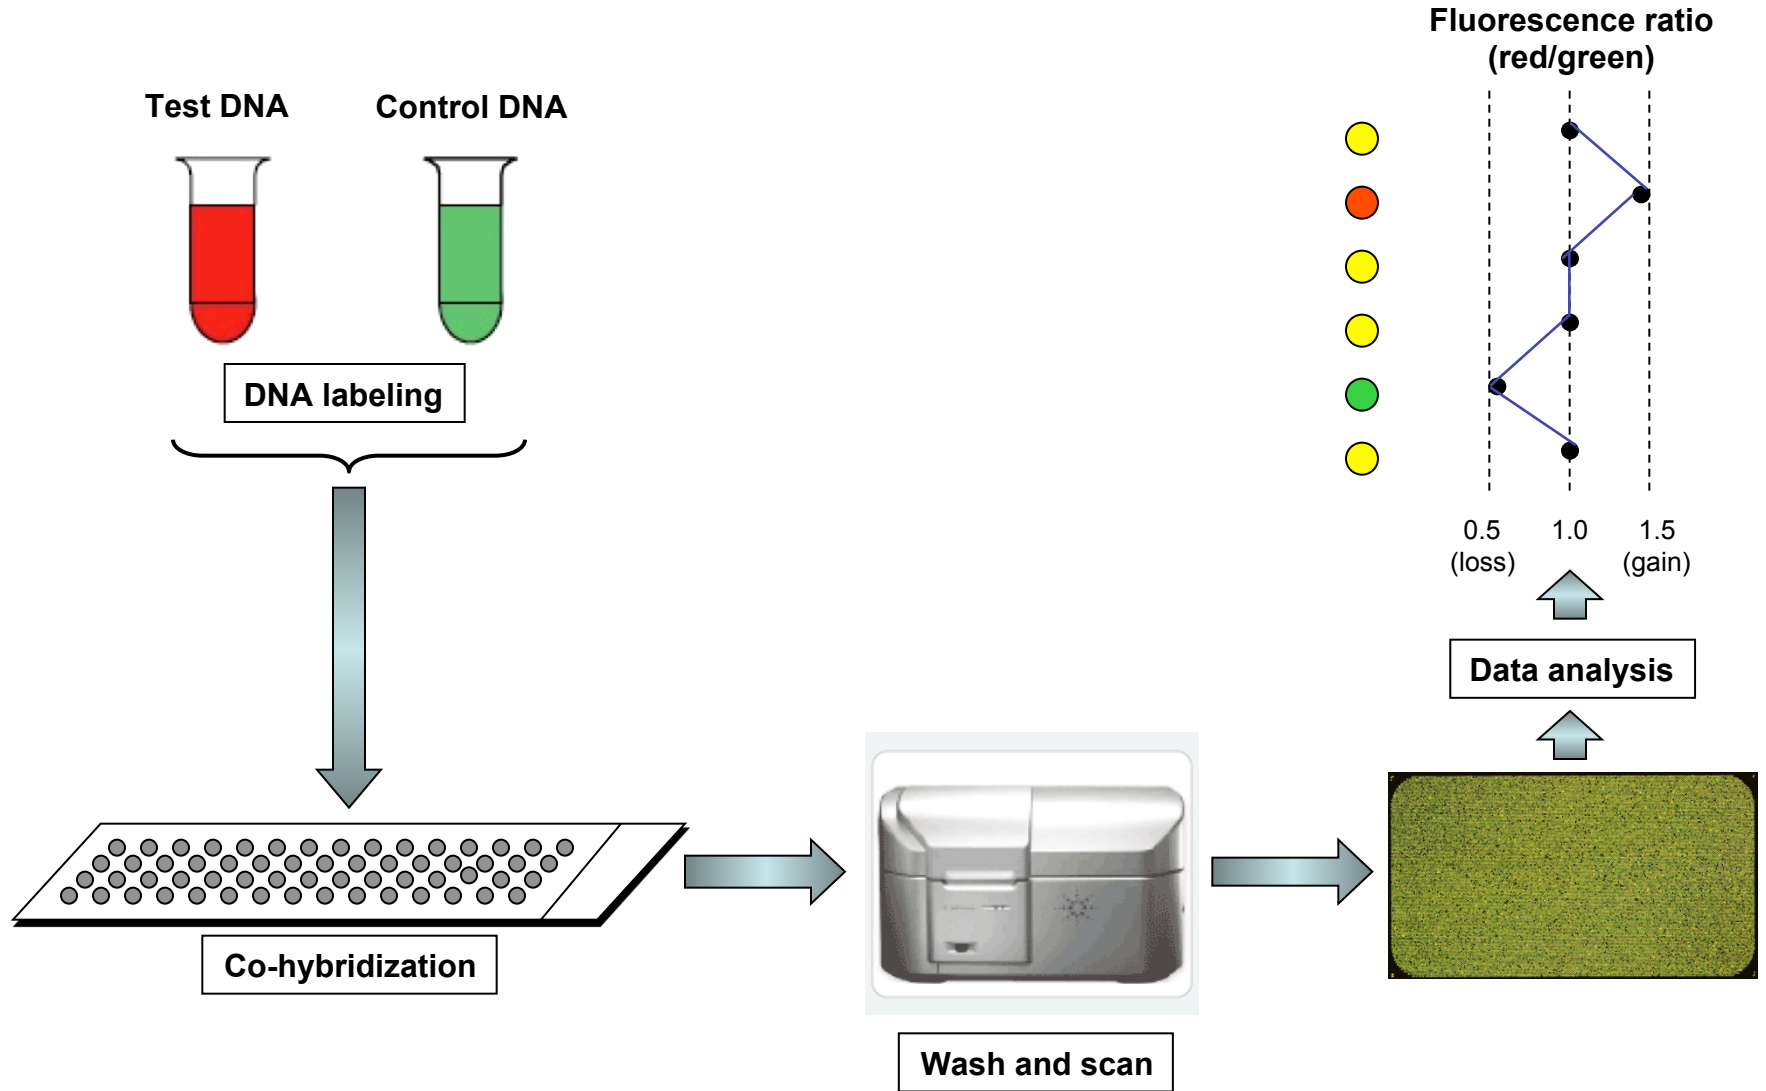 Fluorescence ratio
(red/green)
Test DNA
Control DNA
DNA labeling
0.5
1.0
1.5
(loss)
(gain)
Data analysis
Co-hybridization
Wash and scan